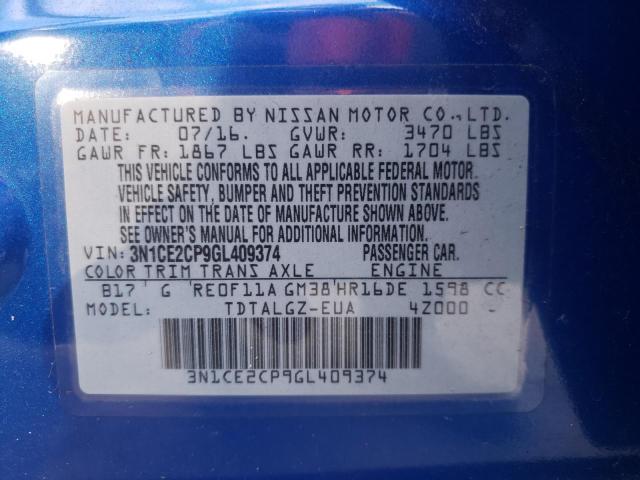 MANUFACTURED BY NISSAN MOTOR CO., LTD.
DATE: 07/16. GVWR: 3470 LBS
GAWR FR: 1867 LBS GAWR RR: 1704 LBS
THIS VEHICLE CONFORMS TO ALL APPLICABLE FEDERAL MOTOR
VEHICLE SAFETY, BUMPER AND THEFT PREVENTION STANDARDS
IN EFFECT ON THE DATE OF MANUFACTURE SHOWN ABOVE.
SEE OWNER'S MANUAL FOR ADDITIONAL INFORMATION.
VIN: 3N1CE2CP9GL409374 PASSENGER CAR.
COLOR TRIM TRANS AXLE ENGINE
B17 G RE0F11A GM38 HR16DE 1598 CC
MODEL: TDTALGZ-EUA 4Z000 -
3N1CE2CP9GL409374